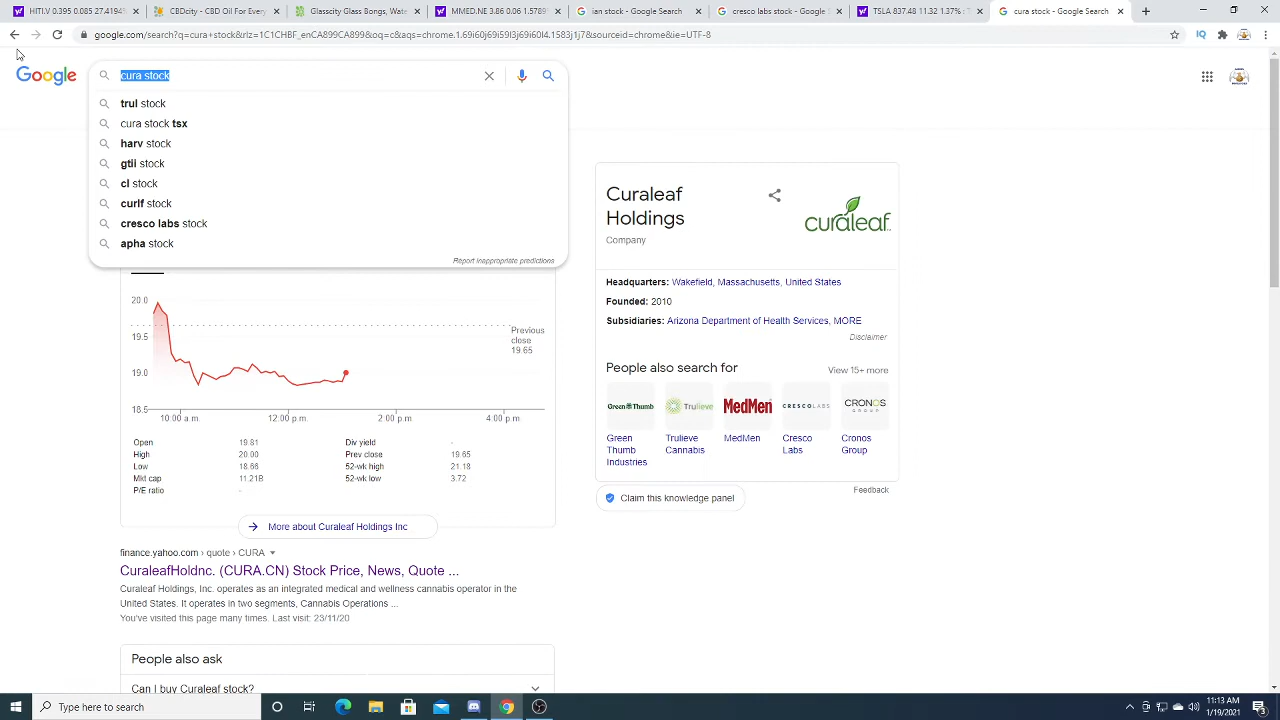 HITI.V 0.395 0.085 27.419
CBDcity - CBD Oil For Every
Glasscity Glass Bongs, Wate
MMED.NE 3.86 0.06 1.5789
ian stock - Google Search
cresco labs stock - Google S
TSLA 837.48 11.32 1.37% : T
cura stock - Google Search
google.com/search?q=cura+stock&rlz=1C1CHBF_enCA899CA899&oq=c&aqs=chrome.1.69i60j69i59l3j69i60l4.1583j1j7&sourceid=chrome&ie=UTF-8
IQ
Google
cura stock
trul stock
cura stock tsx
harv stock
gtii stock
cl stock
curlf stock
cresco labs stock
apha stock
Report inappropriate predictions
20.0
19.5
19.0
18.5
Previous
close
19.65
10:00 a.m.
12:00 p.m.
2:00 p.m.
4:00 p.m.
Open 19.81 Div yield -
High 20.00 Prev close 19.65
Low 18.66 52-wk high 21.18
Mkt cap 11.21B 52-wk low 3.72
P/E ratio -
More about Curaleaf Holdings Inc
finance.yahoo.com › quote › CURA
CuraleafHoldnc. (CURA.CN) Stock Price, News, Quote ...
Curaleaf Holdings, Inc. operates as an integrated medical and wellness cannabis operator in the
United States. It operates in two segments, Cannabis Operations ...
You've visited this page many times. Last visit: 23/11/20
People also ask
Can I buy Curaleaf stock?
Curaleaf
Holdings
Company
curaleaf
Headquarters: Wakefield, Massachusetts, United States
Founded: 2010
Subsidiaries: Arizona Department of Health Services, MORE
Disclaimer
People also search for
View 15+ more
Green Thumb
Trulieve
MedMen
CRESCO LABS
CRONOS
GROUP
Green
Thumb
Industries
Trulieve
Cannabis
MedMen
Cresco
Labs
Cronos
Group
Feedback
Claim this knowledge panel
Type here to search
11:13 AM
1/19/2021